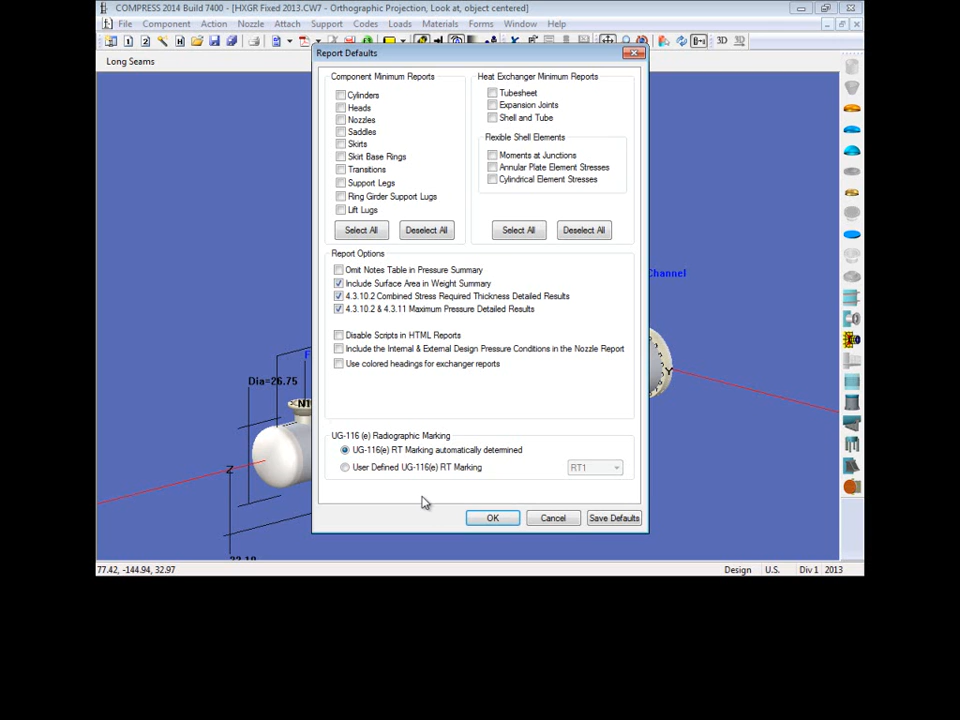 COMPRESS 2014 Build 7400 - [HXGR Fixed 2013.CW7 - Orthographic Projection, Look at, object centered]
File Component Action Nozzle Attach Support Codes Loads Materials Forms Window Help
3D
Long Seams
Report Defaults
Component Minimum Reports
Cylinders
Heads
Nozzles
Saddles
Skirts
Skirt Base Rings
Transitions
Support Legs
Ring Girder Support Lugs
Lift Lugs
Select All Deselect All
Heat Exchanger Minimum Reports
Tubesheet
Expansion Joints
Shell and Tube
Flexible Shell Elements
Moments at Junctions
Annular Plate Element Stresses
Cylindrical Element Stresses
Select All Deselect All
Report Options
Omit Notes Table in Pressure Summary
Include Surface Area in Weight Summary
4.3.10.2 Combined Stress Required Thickness Detailed Results
4.3.10.2 & 4.3.11 Maximum Pressure Detailed Results
Disable Scripts in HTML Reports
Include the Internal & External Design Pressure Conditions in the Nozzle Report
Use colored headings for exchanger reports
UG-116 (e) Radiographic Marking
UG-116(e) RT Marking automatically determined
User Defined UG-116(e) RT Marking RT1
OK Cancel Save Defaults
Channel
Dia=26.75
Y
Z
77.42, -144.94, 32.97 Design U.S. Div 1 2013